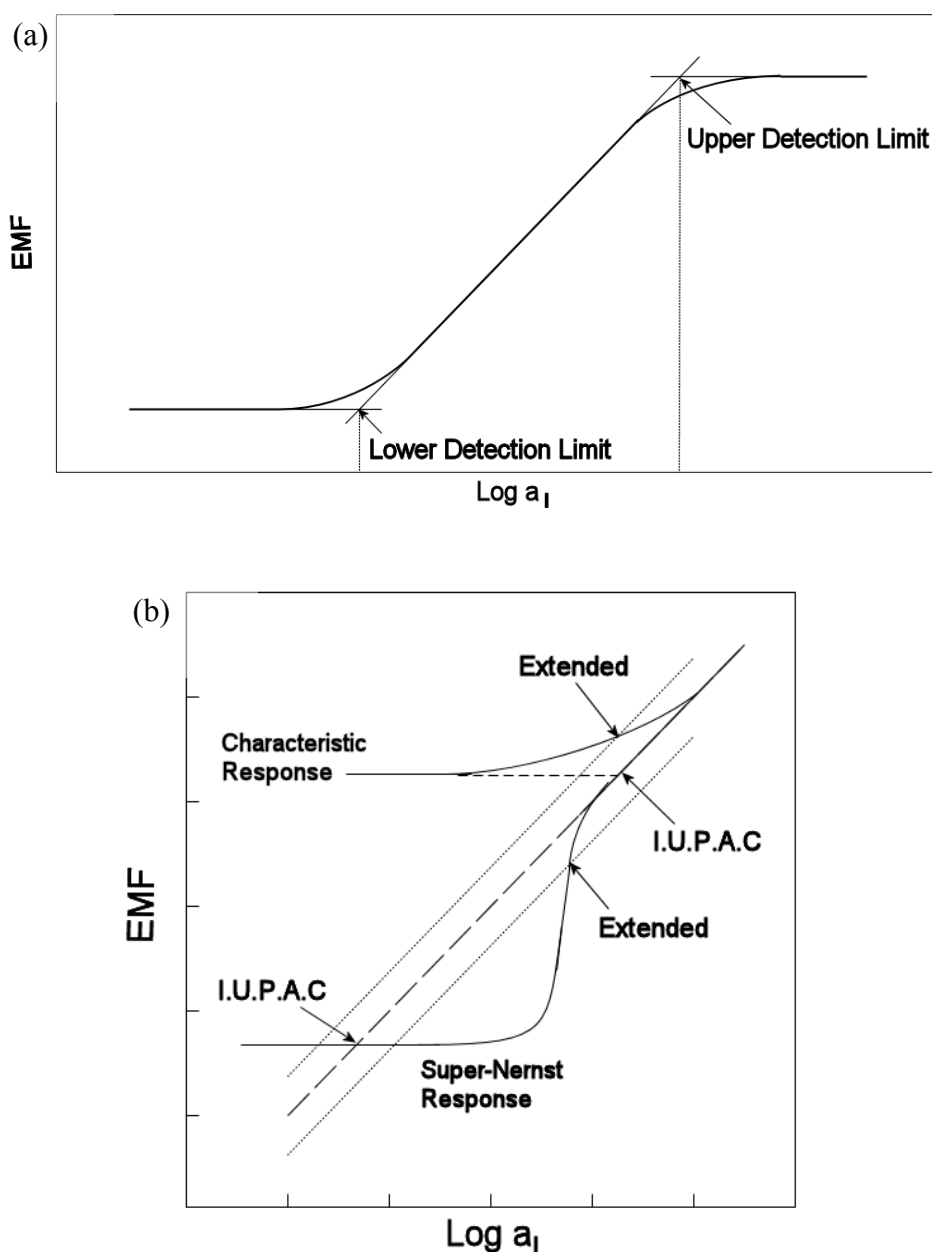 (a)
Upper Detection Limit
EMF
Lower Detection Limit
Log a I
(b)
Extended
Characteristic
Response
I.U.P.A.C
EMF
Extended
I.U.P.A.C
Super-Nernst
Response
Log a I